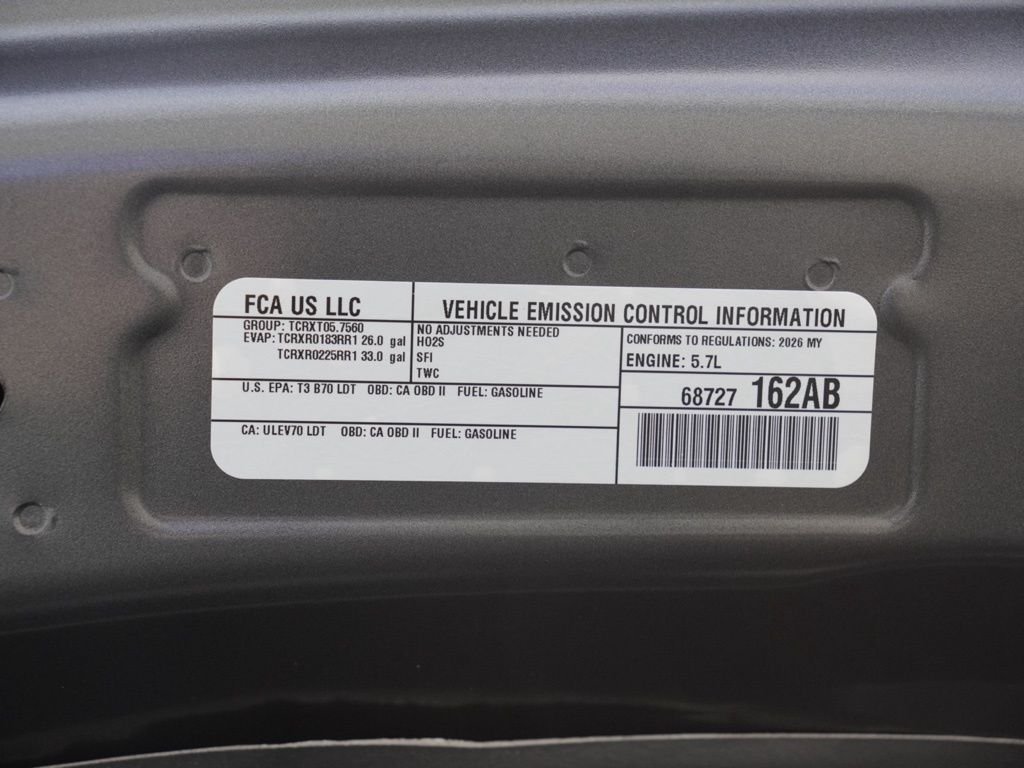 FCA US LLC
VEHICLE EMISSION CONTROL INFORMATION
GROUP: TCRXT05.7560
EVAP: TCRXR0183RR1 26.0 gal
TCRXR0225RR1 33.0 gal
NO ADJUSTMENTS NEEDED
HO2S
SFI
TWC
CONFORMS TO REGULATIONS: 2026 MY
ENGINE: 5.7L
U.S. EPA: T3 B70 LDT OBD: CA OBD II FUEL: GASOLINE
68727 162AB
CA: ULEV70 LDT OBD: CA OBD II FUEL: GASOLINE